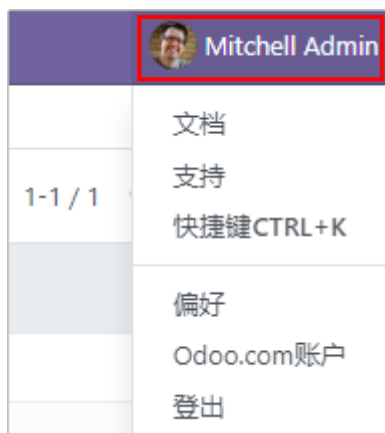 Mitchell Admin
文档
支持
1-1 / 1
快捷键CTRL+K
偏好
Odoo.com账户
登出